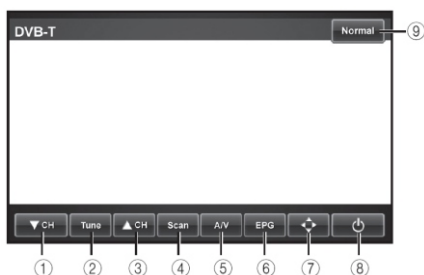 DVB-T Normal ⑨
▼CH Tune ▲CH Scan A/V EPG
① ② ③ ④ ⑤ ⑥ ⑦ ⑧